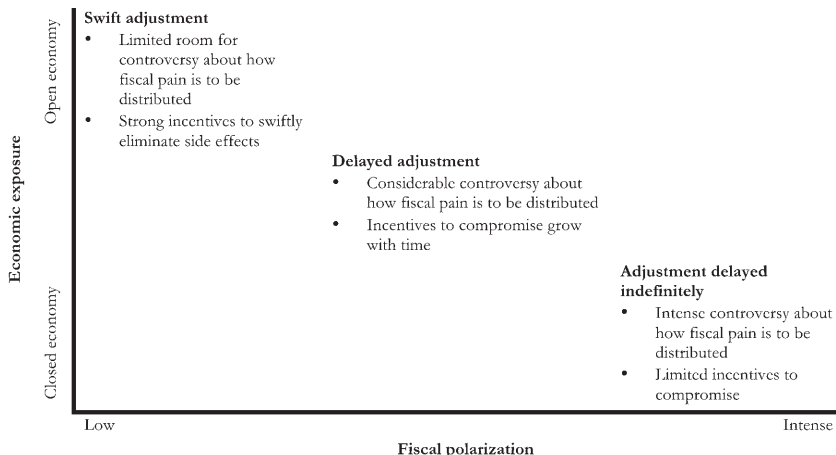 Swift adjustment
• Limited room for
controversy about how
fiscal pain is to be
distributed
• Strong incentives to swiftly
eliminate side effects
Delayed adjustment
• Considerable controversy about
how fiscal pain is to be distributed
• Incentives to compromise grow
with time
Adjustment delayed
indefinitely
• Intense controversy about
how fiscal pain is to be
distributed
• Limited incentives to
compromise
Economic exposure
Open economy
Closed economy
Low
Intense
Fiscal polarization